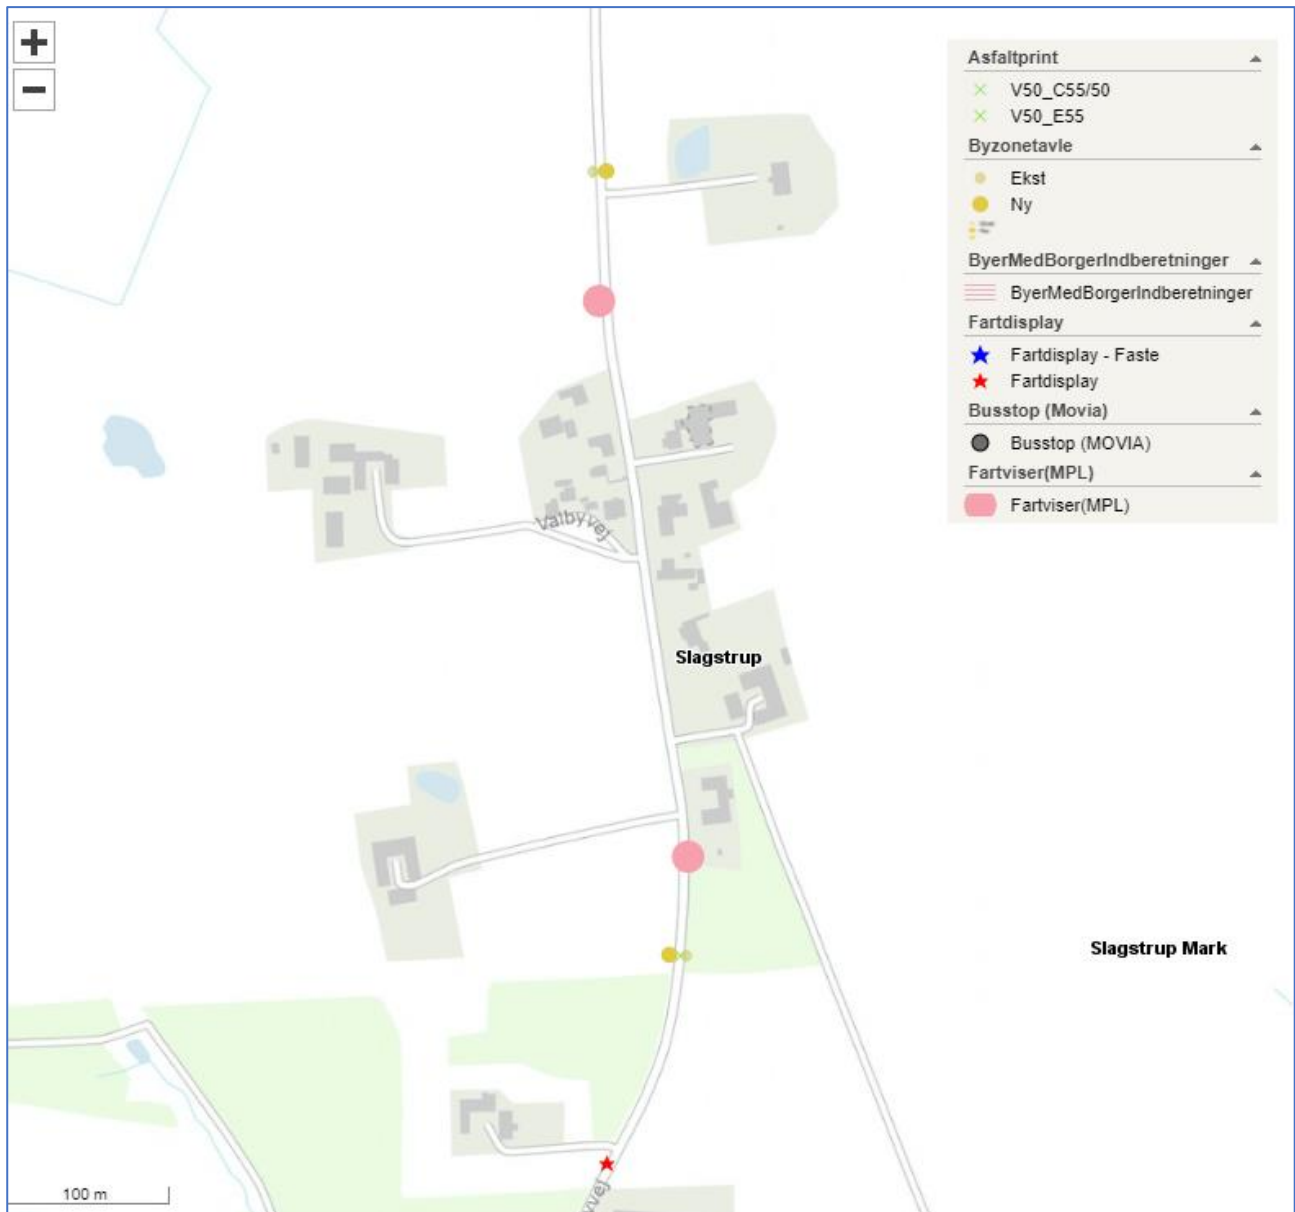 +
−
Asfaltprint
V50_C55/50
V50_E55
Byzonetavle
Ekst
Ny
ByerMedBorgerIndberetninger
ByerMedBorgerIndberetninger
Fartdisplay
Fartdisplay - Faste
Fartdisplay
Busstop (Movia)
Busstop (MOVIA)
Fartviser(MPL)
Fartviser(MPL)
Valbyvej
Slagstrup
Slagstrup Mark
yvej
100 m